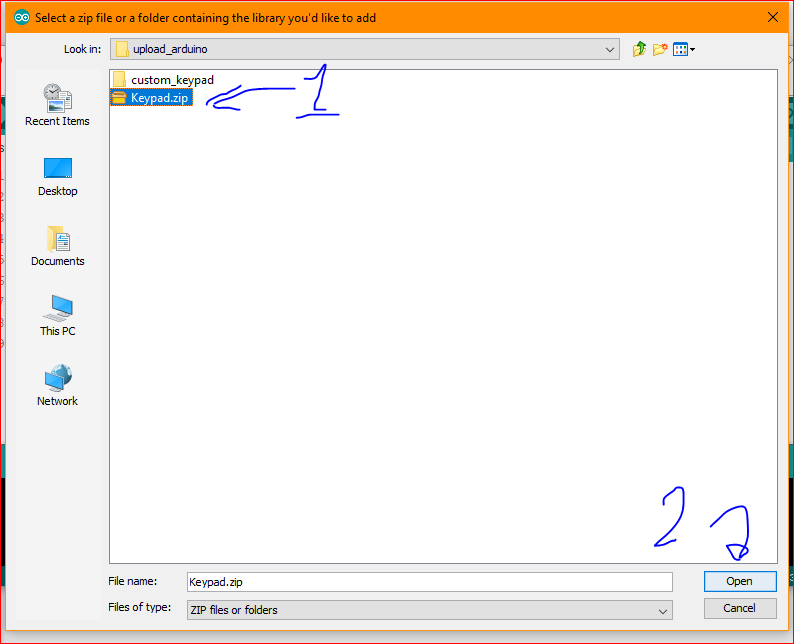 Select a zip file or a folder containing the library you'd like to add
Look in: upload_arduino
custom_keypad
Keypad.zip
1
Recent Items
Desktop
Documents
This PC
Network
2
File name: Keypad.zip Open
Files of type: ZIP files or folders Cancel